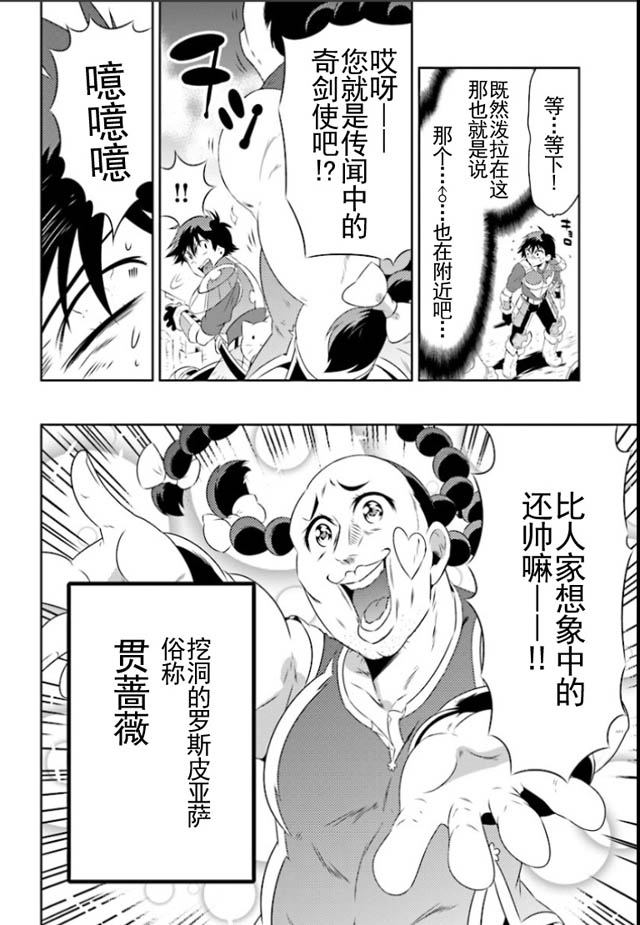 等…等下！
既然泼拉在这
那也就是说
那个…♂…也在附近吧…
哎呀——
您就是传闻中的
奇剑使吧！？
！！
噫噫噫
比人家想象中的
还帅嘛——！！
挖洞的罗斯皮亚萨
俗称
贯蔷薇